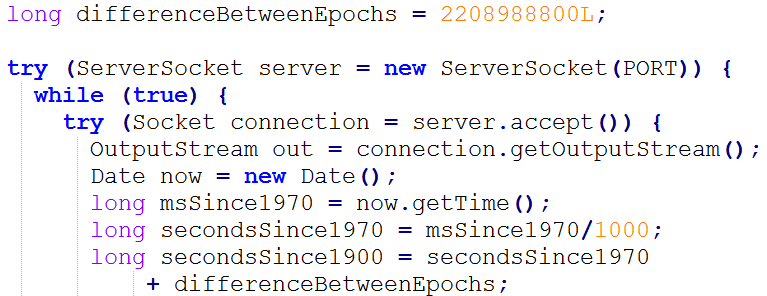 long differenceBetweenEpochs = 2208988800L;
try (ServerSocket server = new ServerSocket(PORT)) {
while (true) {
try (Socket connection = server.accept()) {
OutputStream out = connection.getOutputStream();
Date now = new Date();
long msSince1970 = now.getTime();
long secondsSince1970 = msSince1970/1000;
long secondsSince1900 = secondsSince1970
+ differenceBetweenEpochs;